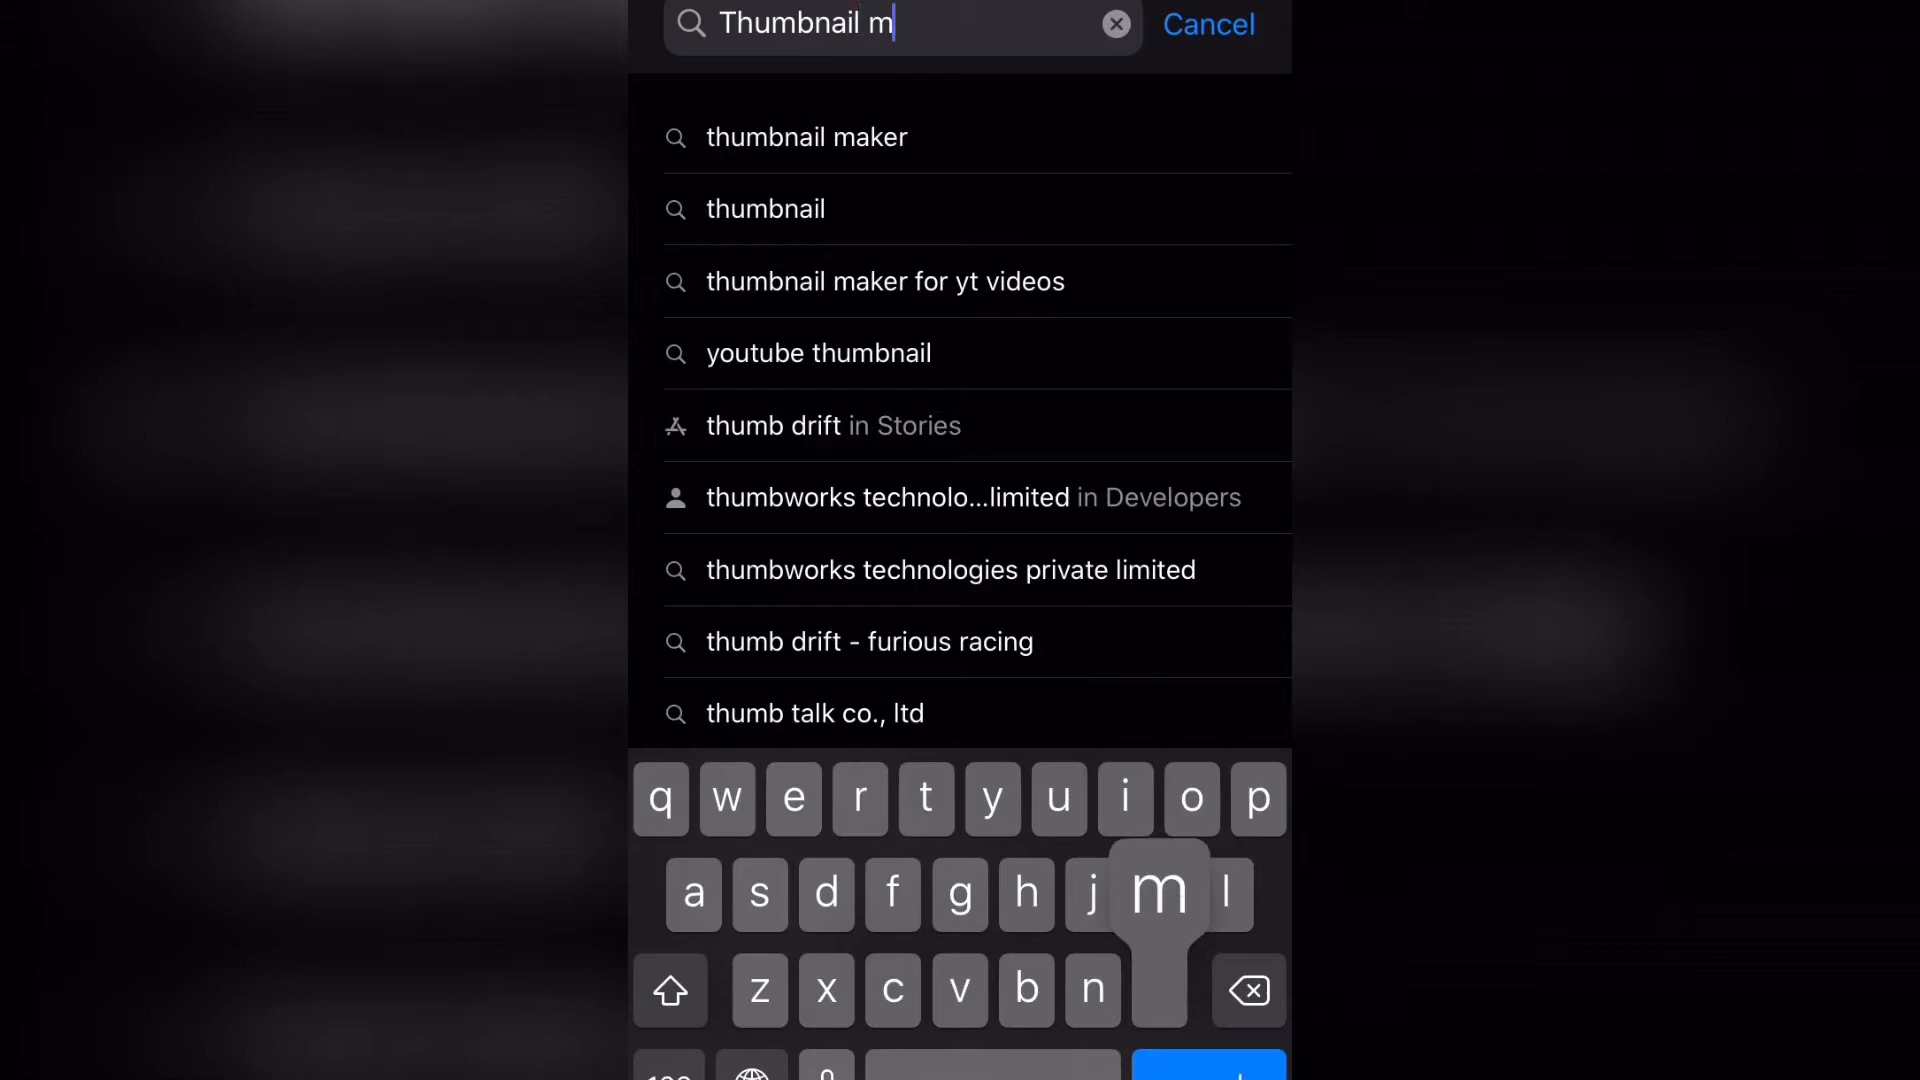 Thumbnail m Cancel
thumbnail maker
thumbnail
thumbnail maker for yt videos
youtube thumbnail
thumb drift in Stories
thumbworks technolo...limited in Developers
thumbworks technologies private limited
thumb drift - furious racing
thumb talk co., ltd
q w e r t y u i o p
a s d f g h j m l
z x c v b n